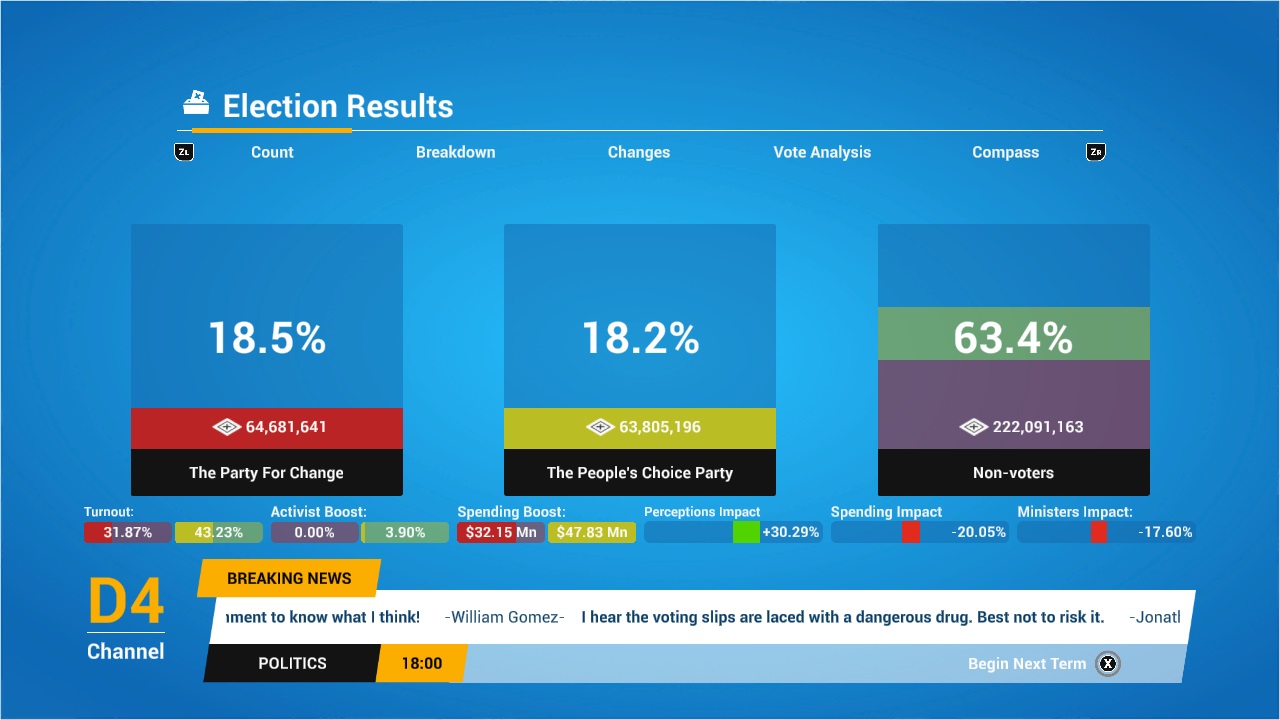 Election Results
ZL Count Breakdown Changes Vote Analysis Compass ZR
18.5% 18.2% 63.4%
64,681,641 63,805,196 222,091,163
The Party For Change The People's Choice Party Non-voters
Turnout: Activist Boost: Spending Boost: Perceptions Impact Spending Impact Ministers Impact:
31.87% 43.23% 0.00% 3.90% $32.15 Mn $47.83 Mn +30.29% -20.05% -17.60%
BREAKING NEWS
D4
nment to know what I think! -William Gomez- I hear the voting slips are laced with a dangerous drug. Best not to risk it. -Jonatl
Channel
POLITICS 18:00 Begin Next Term X